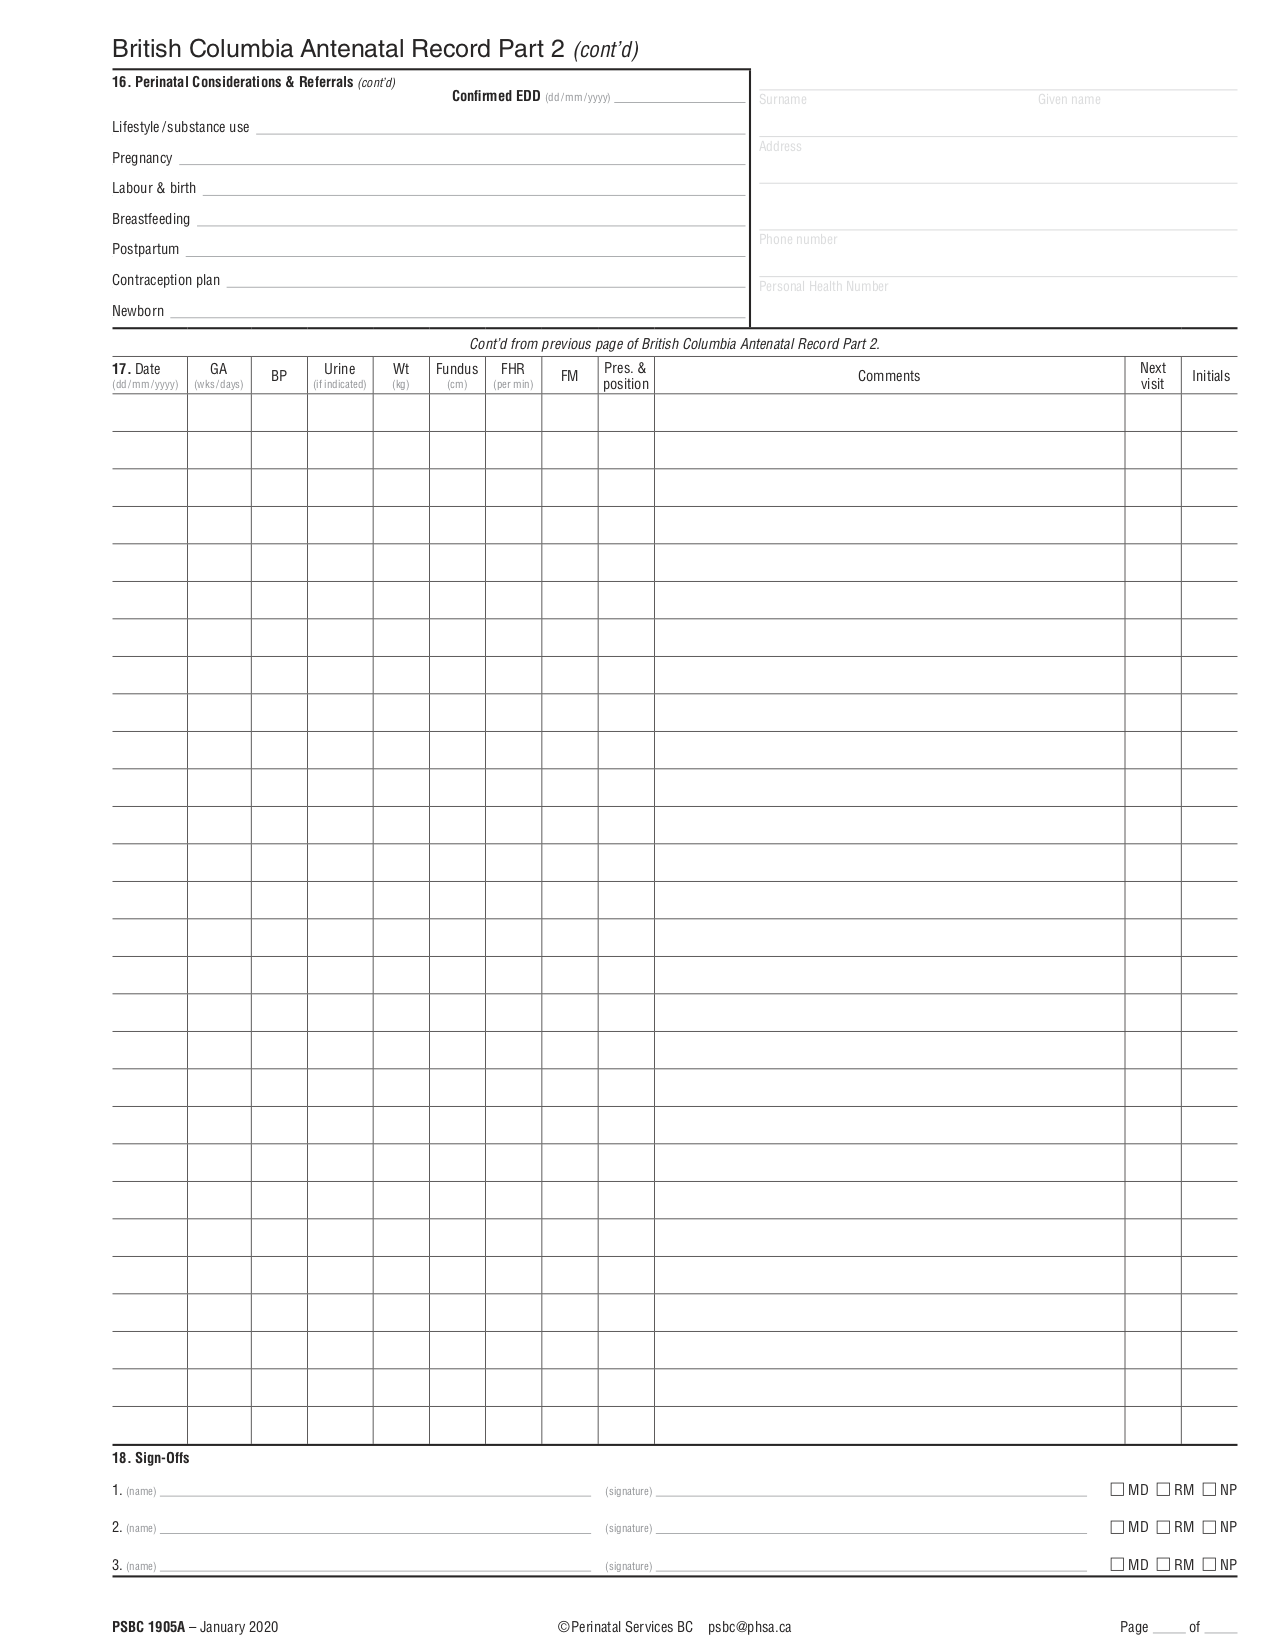 British Columbia Antenatal Record Part 2 (cont'd)
16. Perinatal Considerations & Referrals (cont'd)
Confirmed EDD (dd/mm/yyyy)
Lifestyle/substance use
Pregnancy
Labour & birth
Breastfeeding
Postpartum
Contraception plan
Newborn
Surname Given name
Address
Phone number
Personal Health Number
Cont'd from previous page of British Columbia Antenatal Record Part 2.
17. Date GA BP Urine Wt Fundus FHR FM Pres. & Comments Next Initials
(dd/mm/yyyy) (wks/days) (if indicated) (kg) (cm) (per min) position visit
18. Sign-Offs
1. (name) (signature) MD RM NP
2. (name) (signature) MD RM NP
3. (name) (signature) MD RM NP
PSBC 1905A – January 2020 ©Perinatal Services BC psbc@phsa.ca Page ____ of ____